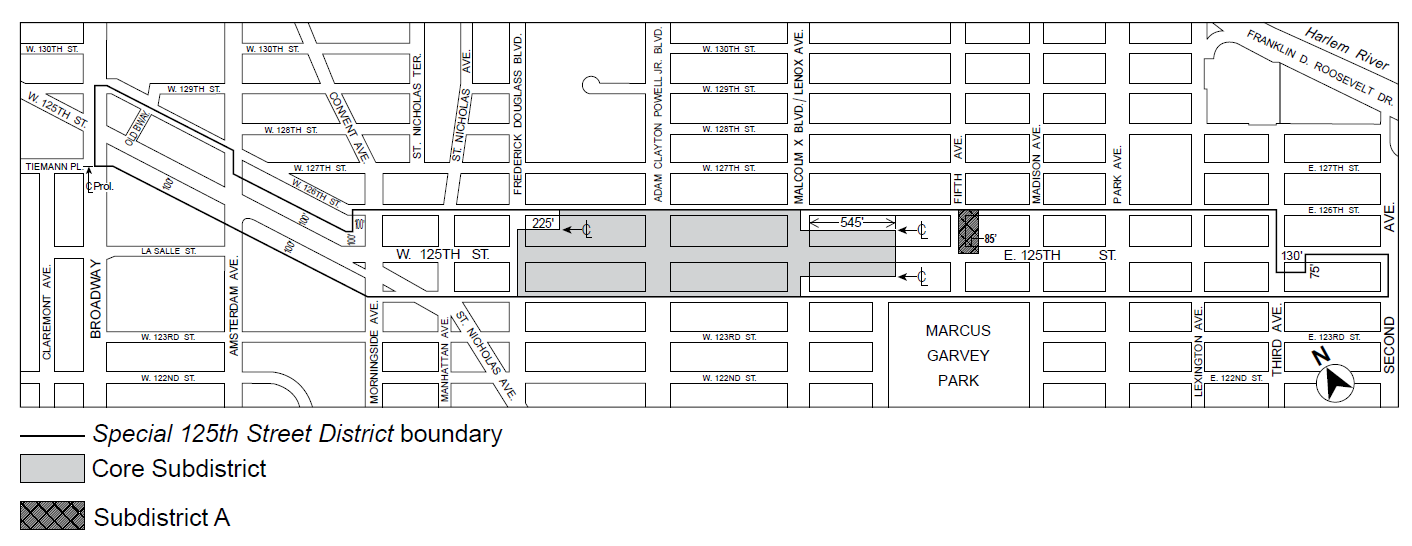 W. 130TH ST.
W. 130TH ST.
W. 130TH ST.
Harlem River
FRANKLIN D. ROOSEVELT DR.
W. 125TH ST.
W. 129TH ST.
W. 129TH ST.
OLD BWAY
CONVENT AVE.
ST. NICHOLAS TER.
ST. NICHOLAS AVE.
FREDERICK DOUGLASS BLVD.
ADAM CLAYTON POWELL JR. BLVD.
MALCOLM X BLVD./ LENOX AVE.
W. 128TH ST.
W. 128TH ST.
FIFTH AVE.
MADISON AVE.
PARK AVE.
TIEMANN PL.
W. 127TH ST.
W. 127TH ST.
E. 127TH ST.
℄ Prol.
100'
W. 126TH ST.
100'
100'
100'
100'
225'
℄
545'
℄
85'
E. 126TH ST.
LA SALLE ST.
W. 125TH ST.
E. 125TH ST.
℄
130'
75'
CLAREMONT AVE.
BROADWAY
AMSTERDAM AVE.
MORNINGSIDE AVE.
MANHATTAN AVE.
ST. NICHOLAS AVE.
LEXINGTON AVE.
THIRD AVE.
SECOND AVE.
W. 123RD ST.
W. 123RD ST.
E. 123RD ST.
MARCUS
GARVEY
PARK
W. 122ND ST.
W. 122ND ST.
E. 122ND ST.
N
Special 125th Street District boundary
Core Subdistrict
Subdistrict A